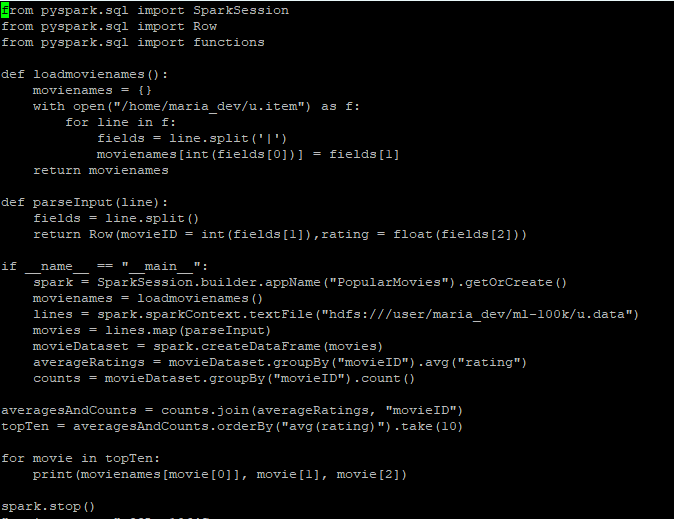 from pyspark.sql import SparkSession
from pyspark.sql import Row
from pyspark.sql import functions

def loadmovienames():
    movienames = {}
    with open("/home/maria_dev/u.item") as f:
        for line in f:
            fields = line.split('|')
            movienames[int(fields[0])] = fields[1]
    return movienames

def parseInput(line):
    fields = line.split()
    return Row(movieID = int(fields[1]),rating = float(fields[2]))

if __name__ == "__main__":
    spark = SparkSession.builder.appName("PopularMovies").getOrCreate()
    movienames = loadmovienames()
    lines = spark.sparkContext.textFile("hdfs:///user/maria_dev/ml-100k/u.data")
    movies = lines.map(parseInput)
    movieDataset = spark.createDataFrame(movies)
    averageRatings = movieDataset.groupBy("movieID").avg("rating")
    counts = movieDataset.groupBy("movieID").count()

averagesAndCounts = counts.join(averageRatings, "movieID")
topTen = averagesAndCounts.orderBy("avg(rating)").take(10)

for movie in topTen:
    print(movienames[movie[0]], movie[1], movie[2])

spark.stop()